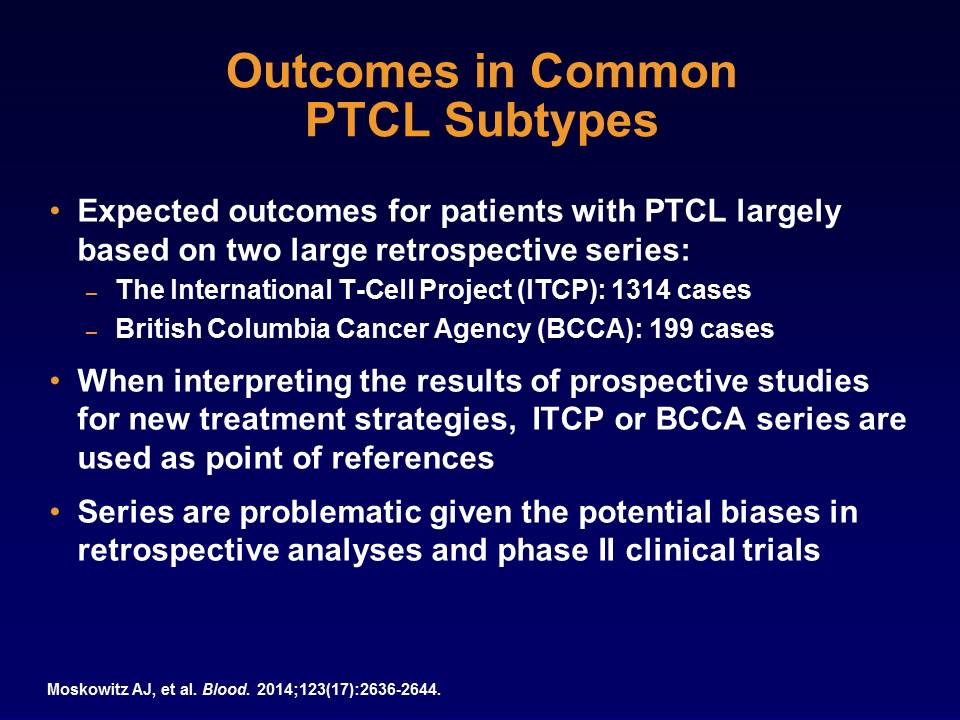 Outcomes in Common
PTCL Subtypes
• Expected outcomes for patients with PTCL largely
based on two large retrospective series:
– The International T-Cell Project (ITCP): 1314 cases
– British Columbia Cancer Agency (BCCA): 199 cases
• When interpreting the results of prospective studies
for new treatment strategies,  ITCP or BCCA series are
used as point of references
• Series are problematic given the potential biases in
retrospective analyses and phase II clinical trials
Moskowitz AJ, et al. Blood. 2014;123(17):2636-2644.